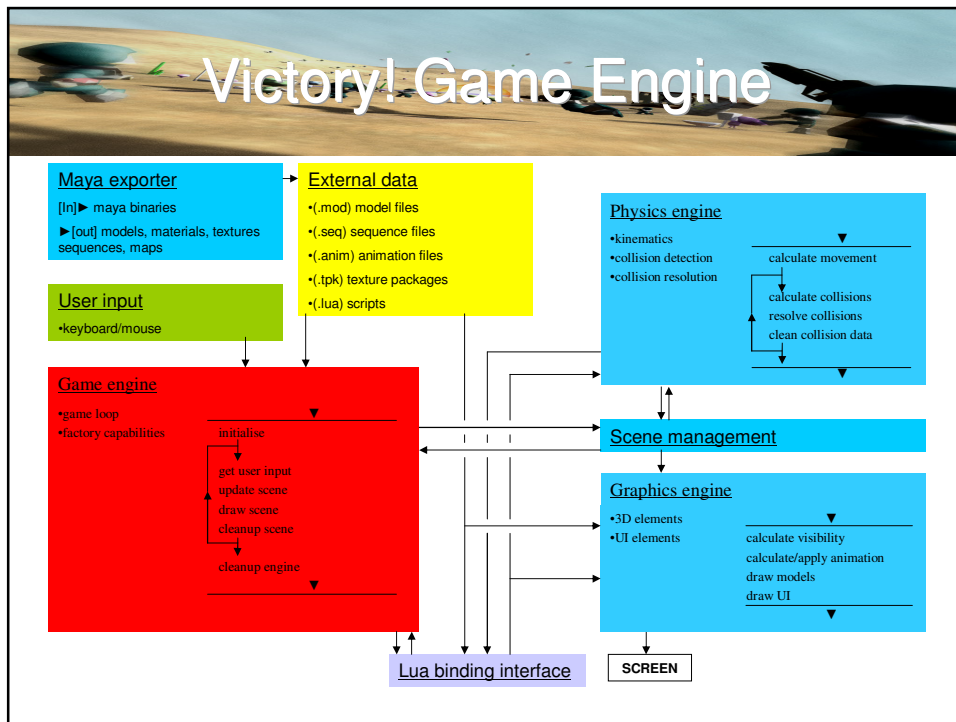 Victory! Game Engine
Maya exporter
[In]► maya binaries
►[out] models, materials, textures
sequences, maps
External data
•(.mod) model files
•(.seq) sequence files
•(.anim) animation files
•(.tpk) texture packages
•(.lua) scripts
User input
•keyboard/mouse
Game engine
•game loop
•factory capabilities
initialise
get user input
update scene
draw scene
cleanup scene
cleanup engine
Physics engine
•kinematics
•collision detection
•collision resolution
calculate movement
calculate collisions
resolve collisions
clean collision data
Scene management
Graphics engine
•3D elements
•UI elements
calculate visibility
calculate/apply animation
draw models
draw UI
Lua binding interface
SCREEN